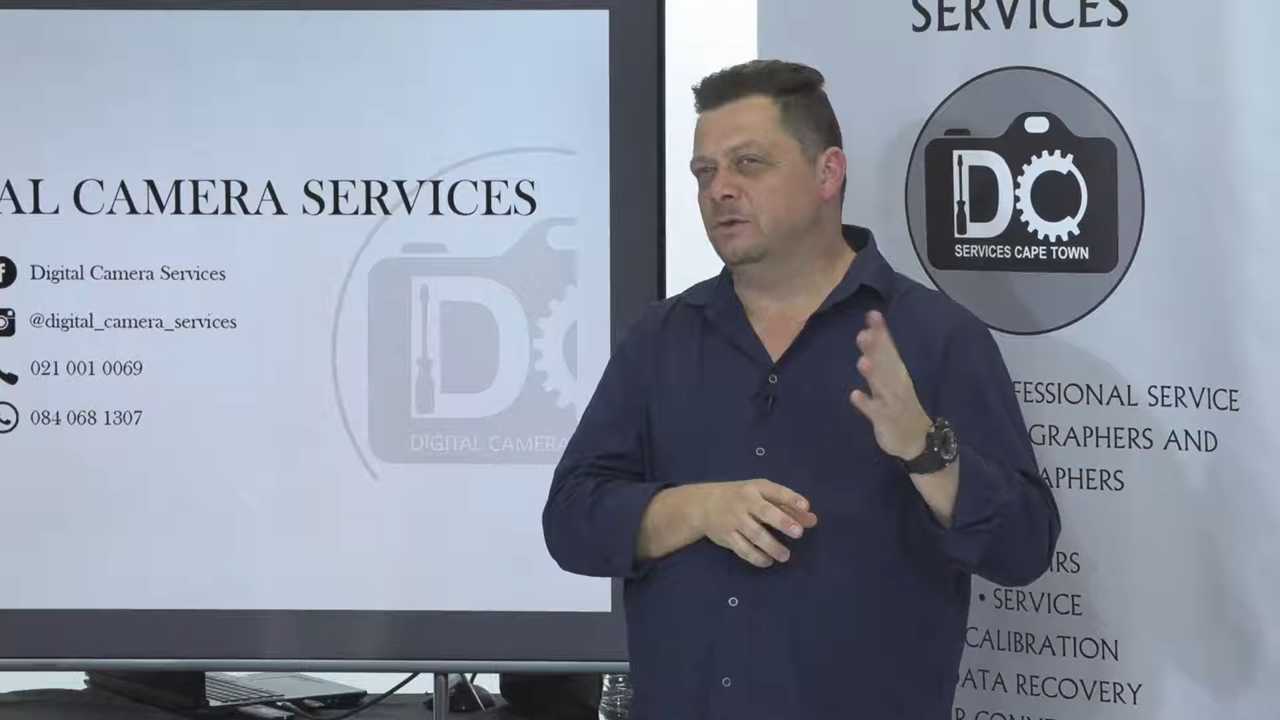 AL CAMERA SERVICES
Digital Camera Services
@digital_camera_services
021 001 0069
084 068 1307
DIGITAL CAMERA
SERVICES
DC
SERVICES CAPE TOWN
FESSIONAL SERVICE
GRAPHERS AND
APHERS
IRS
• SERVICE
CALIBRATION
ATA RECOVERY